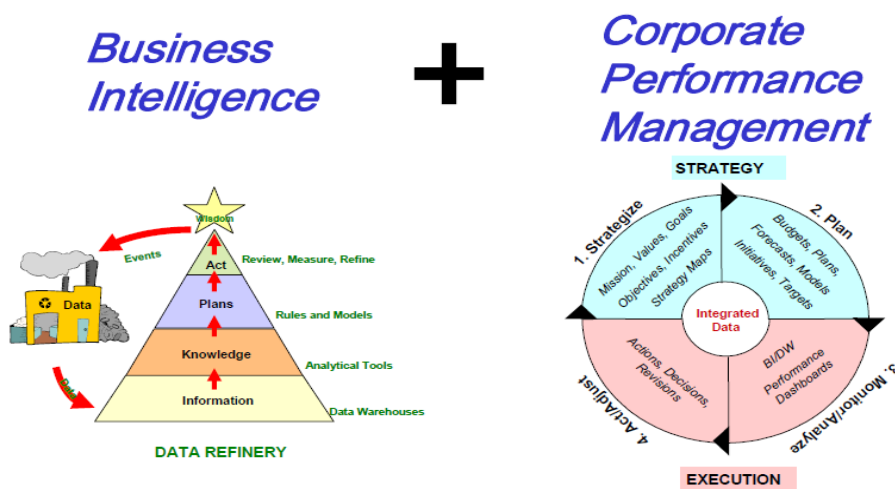 Business
Intelligence
+
Corporate
Performance
Management
Wisdom
Events
Data
Data
Act
Review, Measure, Refine
Plans
Rules and Models
Knowledge
Analytical Tools
Information
Data Warehouses
DATA REFINERY
STRATEGY
1. Strategize
Mission, Values, Goals
Objectives, Incentives
Strategy Maps
2. Plan
Budgets, Plans,
Forecasts, Models
Initiatives, Targets
Integrated
Data
Actions, Decisions,
Revisions
4. Act/Adjust
BI/DW
Performance
Dashboards
3. Monitor/Analyze
EXECUTION